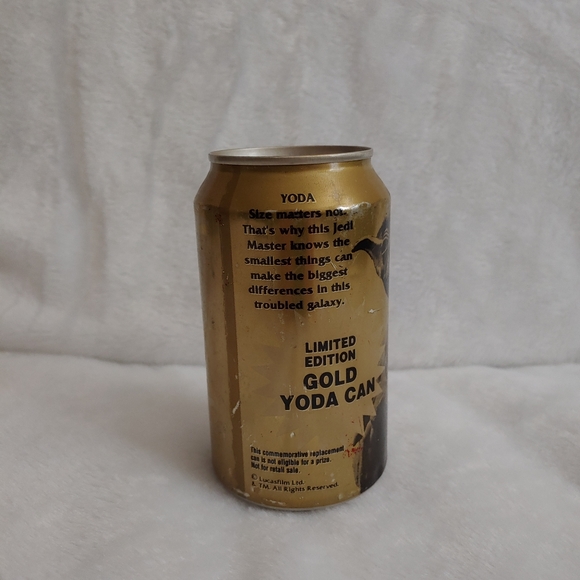 YODA
Size matters not.
That's why this Jedi
Master knows the
smallest things can
make the biggest
differences in this
troubled galaxy.
LIMITED
EDITION
GOLD
YODA CAN
This commemorative replacement
can is not eligible for a prize.
Not for retail sale.
© Lucasfilm Ltd.
& TM. All Rights Reserved.